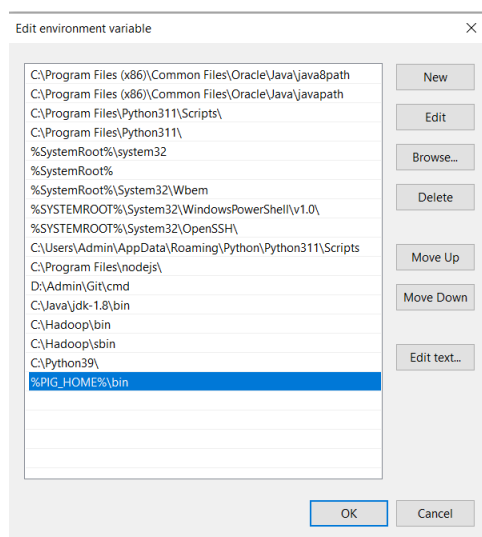 Edit environment variable
C:\Program Files (x86)\Common Files\Oracle\Java\java8path
C:\Program Files (x86)\Common Files\Oracle\Java\javapath
C:\Program Files\Python311\Scripts\
C:\Program Files\Python311\
%SystemRoot%\system32
%SystemRoot%
%SystemRoot%\System32\Wbem
%SYSTEMROOT%\System32\WindowsPowerShell\v1.0\
%SYSTEMROOT%\System32\OpenSSH\
C:\Users\Admin\AppData\Roaming\Python\Python311\Scripts
C:\Program Files\nodejs\
D:\Admin\Git\cmd
C:\Java\jdk-1.8\bin
C:\Hadoop\bin
C:\Hadoop\sbin
C:\Python39\
%PIG_HOME%\bin
New
Edit
Browse...
Delete
Move Up
Move Down
Edit text...
OK
Cancel